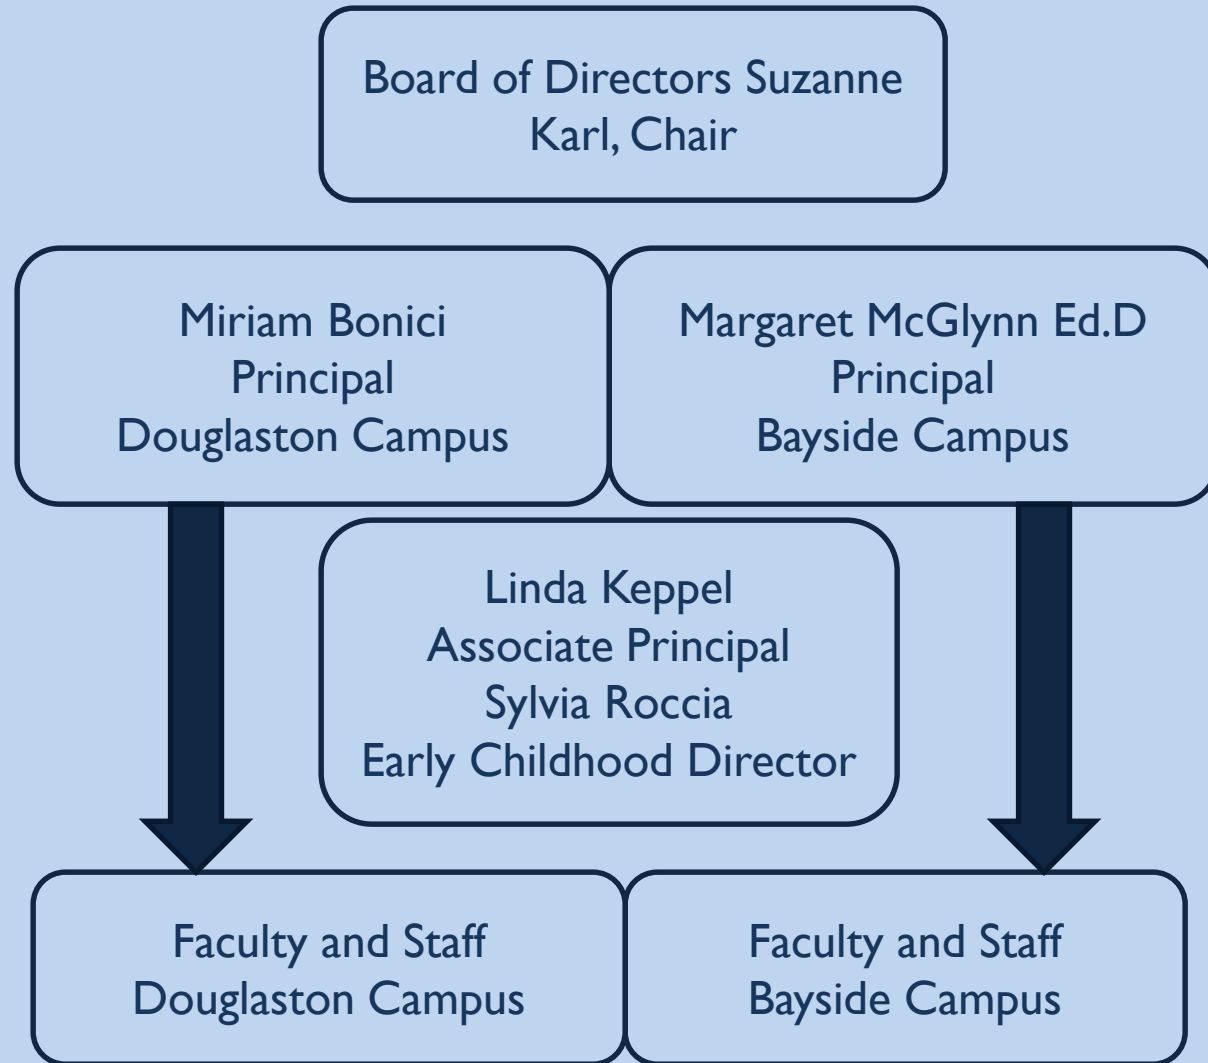 Board of Directors Suzanne
Karl, Chair
Miriam Bonici
Principal
Douglaston Campus
Margaret McGlynn Ed.D
Principal
Bayside Campus
Linda Keppel
Associate Principal
Sylvia Roccia
Early Childhood Director
Faculty and Staff
Douglaston Campus
Faculty and Staff
Bayside Campus